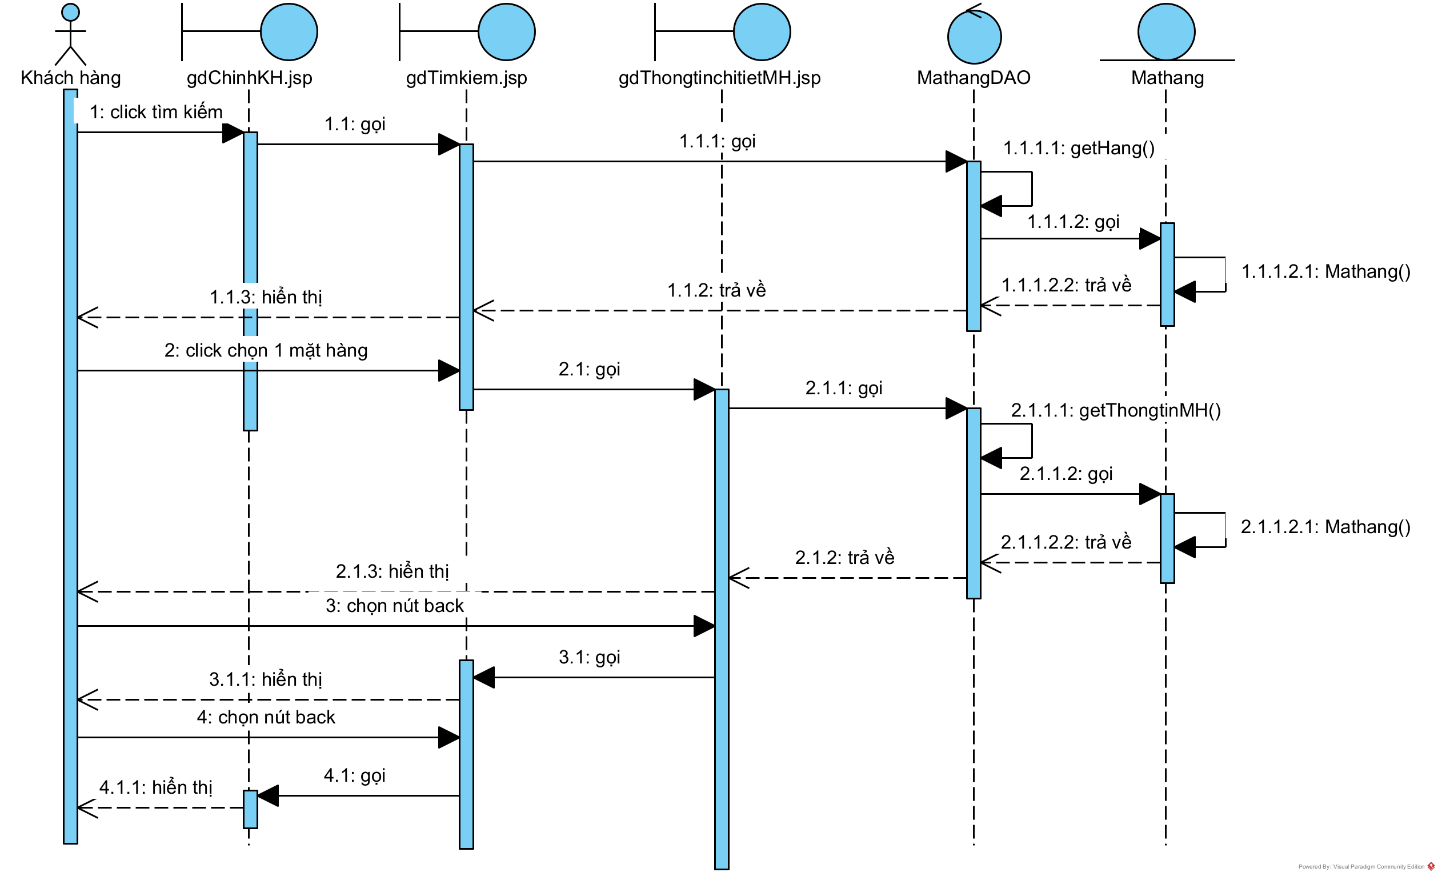 Khách hàng
gdChinhKH.jsp
gdTimkiem.jsp
gdThongtinchitietMH.jsp
MathangDAO
Mathang
1: click tìm kiếm
1.1: gọi
1.1.1: gọi
1.1.1.1: getHang()
1.1.1.2: gọi
1.1.1.2.1: Mathang()
1.1.1.2.2: trả về
1.1.2: trả về
1.1.3: hiển thị
2: click chọn 1 mặt hàng
2.1: gọi
2.1.1: gọi
2.1.1.1: getThongtinMH()
2.1.1.2: gọi
2.1.1.2.1: Mathang()
2.1.1.2.2: trả về
2.1.2: trả về
2.1.3: hiển thị
3: chọn nút back
3.1: gọi
3.1.1: hiển thị
4: chọn nút back
4.1: gọi
4.1.1: hiển thị
Powered By: Visual Paradigm Community Edition